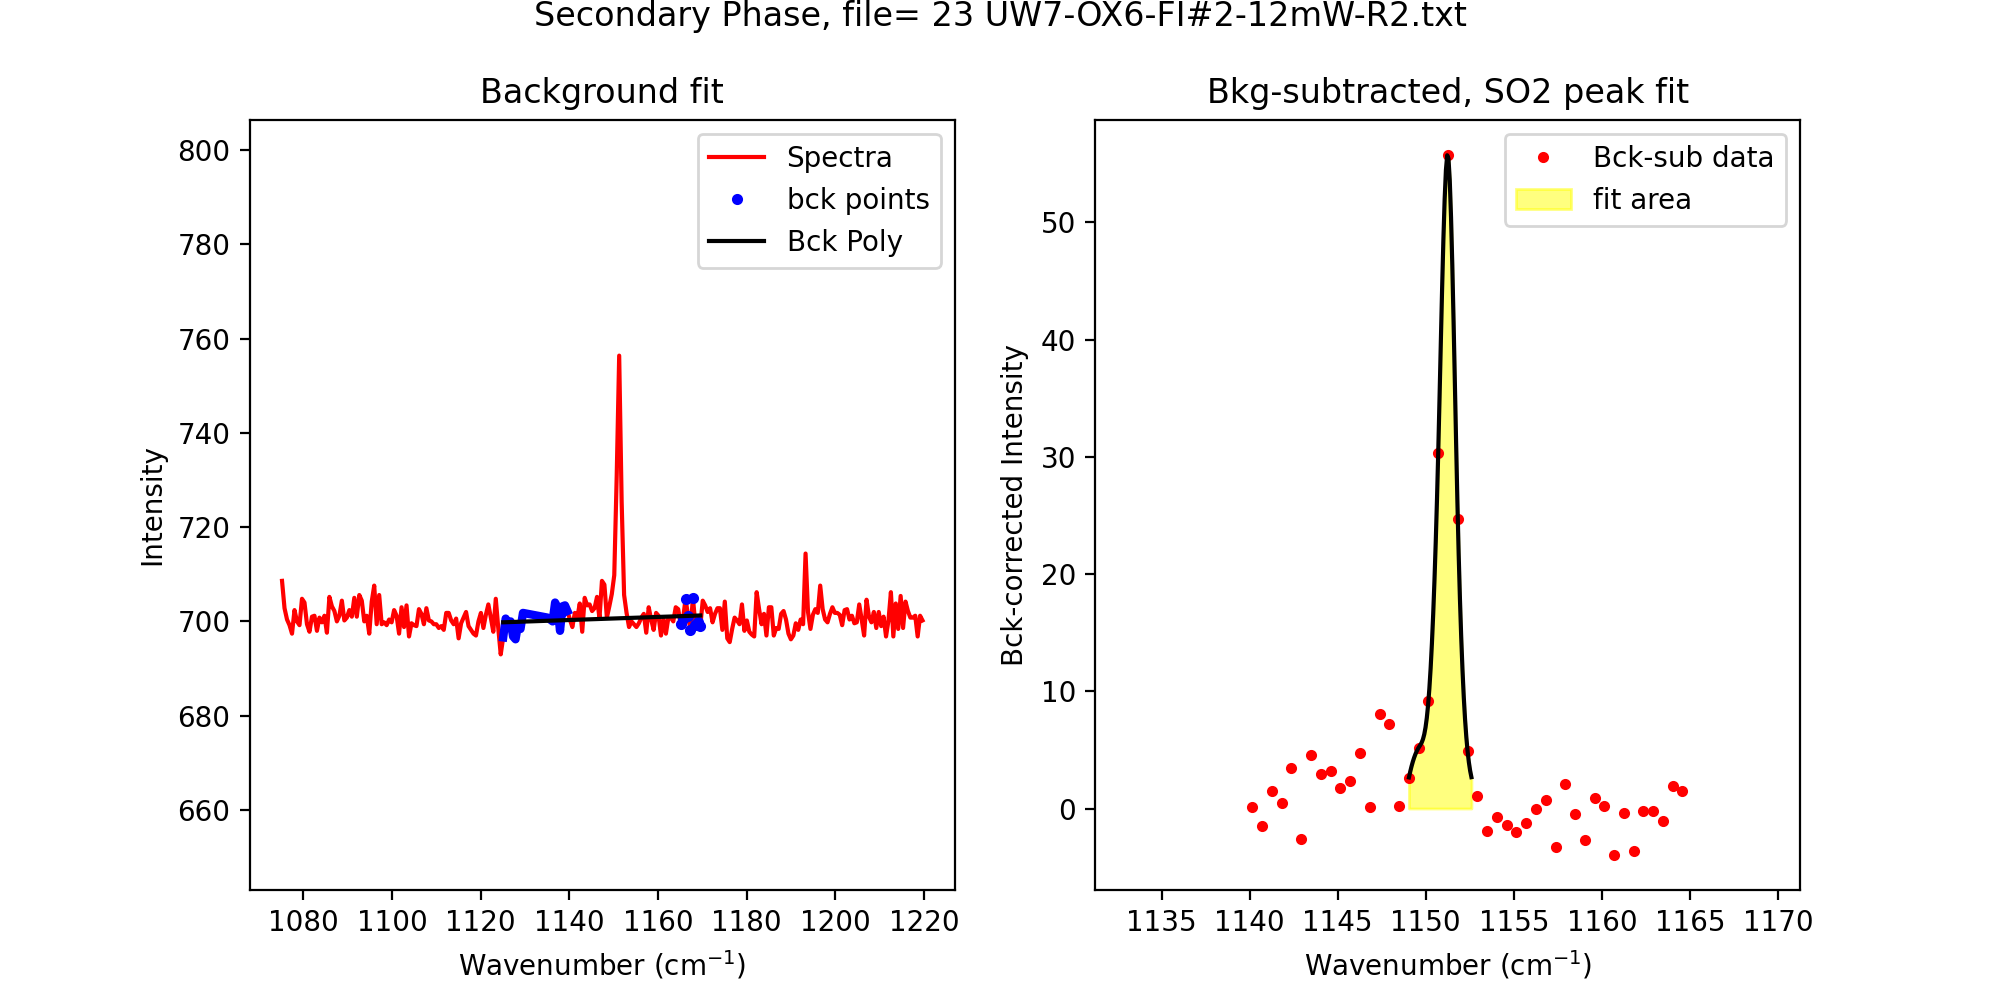 Secondary Phase, file= 23 UW7-OX6-FI#2-12mW-R2.txt
Background fit
Spectra
bck points
Bck Poly
800
780
760
740
720
700
680
660
Intensity
1080 1100 1120 1140 1160 1180 1200 1220
Wavenumber (cm⁻¹)
Bkg-subtracted, SO2 peak fit
Bck-sub data
fit area
50
40
30
20
10
0
Bck-corrected Intensity
1135 1140 1145 1150 1155 1160 1165 1170
Wavenumber (cm⁻¹)